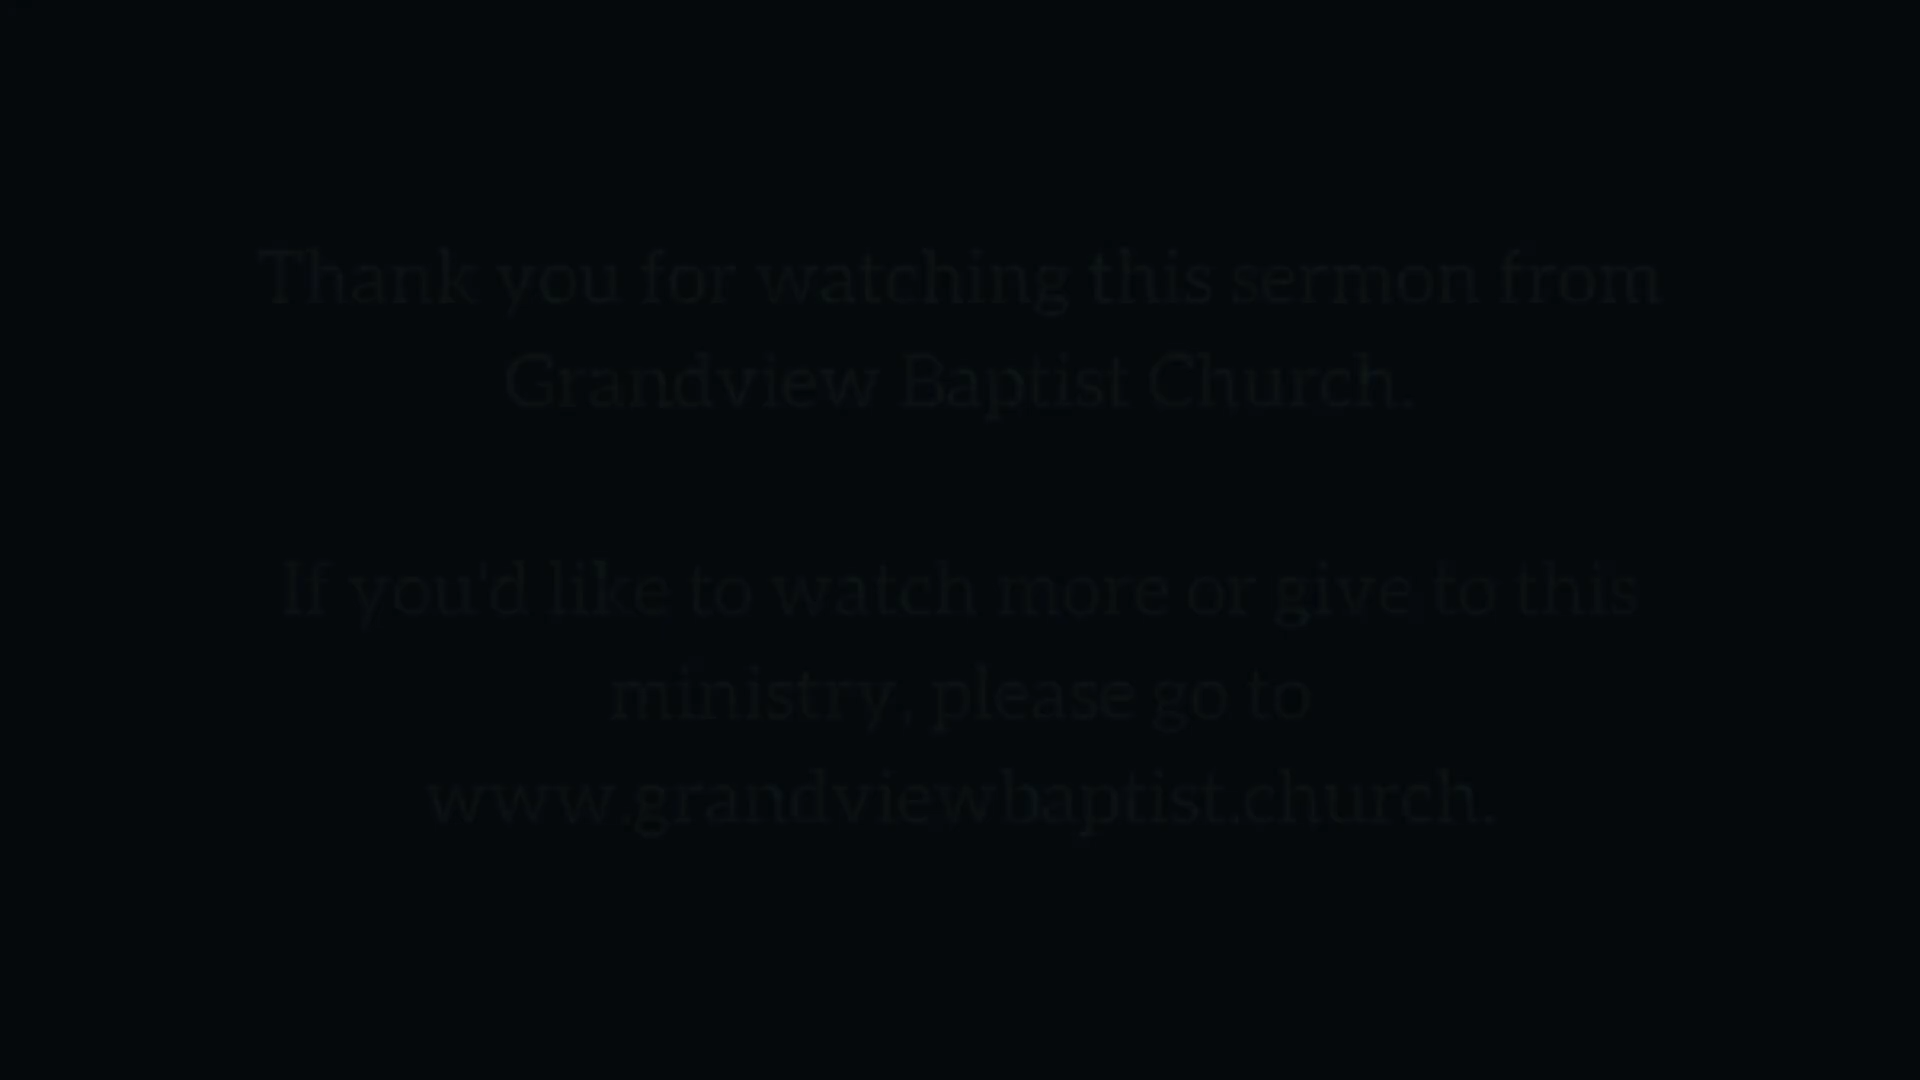 Thank you for watching this sermon from
Grandview Baptist Church.
If you'd like to watch more or give to this
ministry, please go to
www.grandviewbaptist.church.